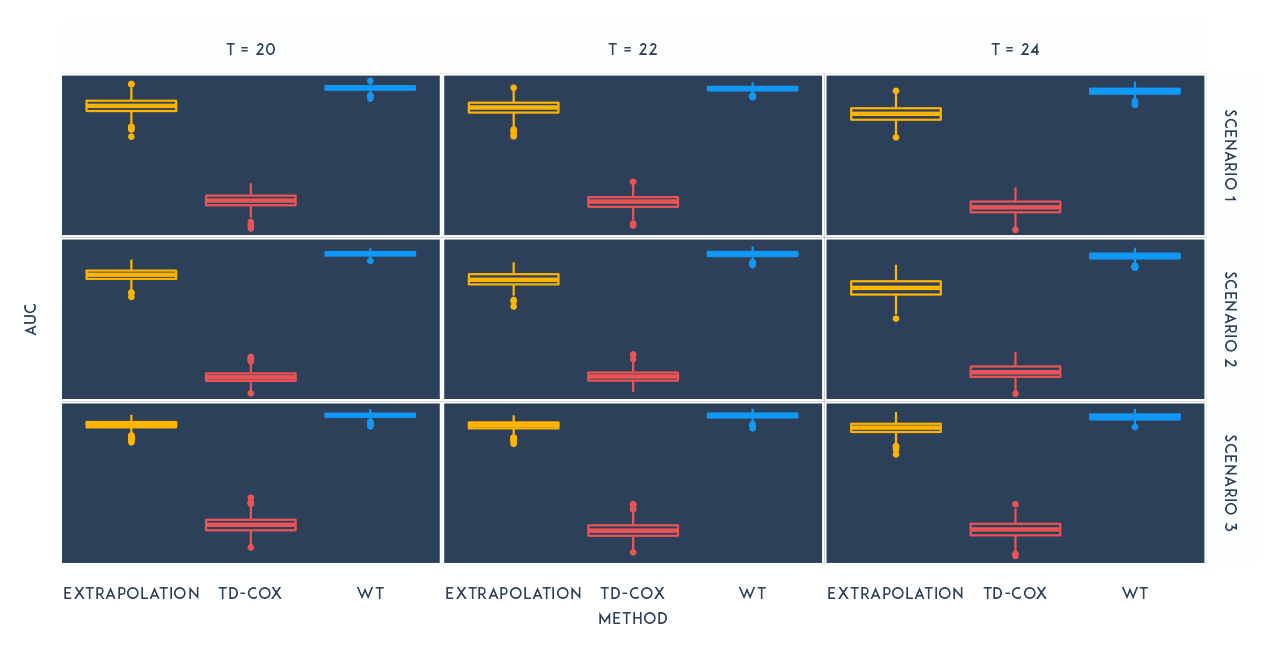 T = 20
T = 22
T = 24
SCENARIO 1
SCENARIO 2
SCENARIO 3
AUC
EXTRAPOLATION TD-COX WT
EXTRAPOLATION TD-COX WT
EXTRAPOLATION TD-COX WT
METHOD